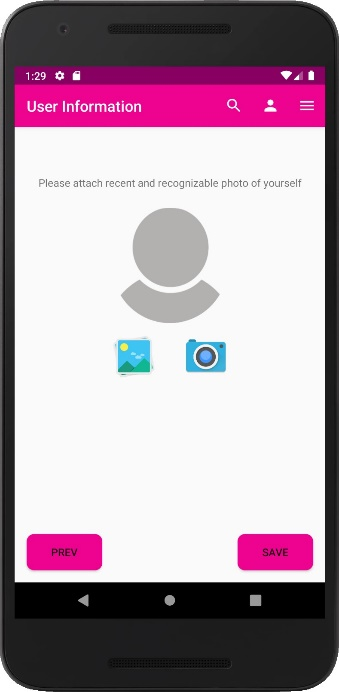 1:29
User Information
Please attach recent and recognizable photo of yourself
PREV
SAVE